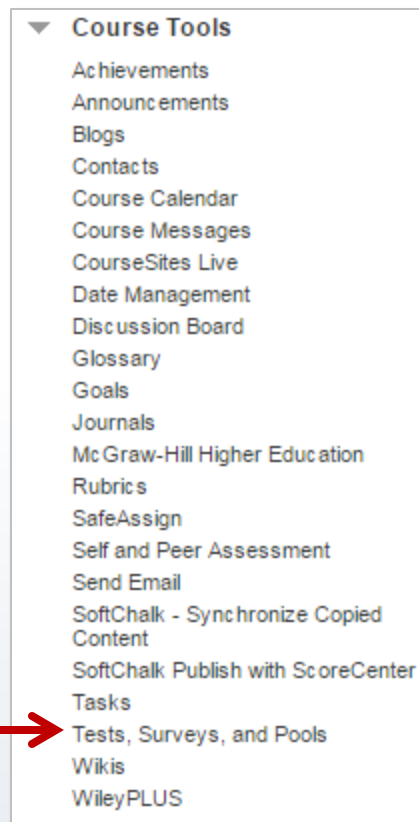 Course Tools
Achievements
Announcements
Blogs
Contacts
Course Calendar
Course Messages
CourseSites Live
Date Management
Discussion Board
Glossary
Goals
Journals
McGraw-Hill Higher Education
Rubrics
SafeAssign
Self and Peer Assessment
Send Email
SoftChalk - Synchronize Copied
Content
SoftChalk Publish with ScoreCenter
Tasks
Tests, Surveys, and Pools
Wikis
WileyPLUS